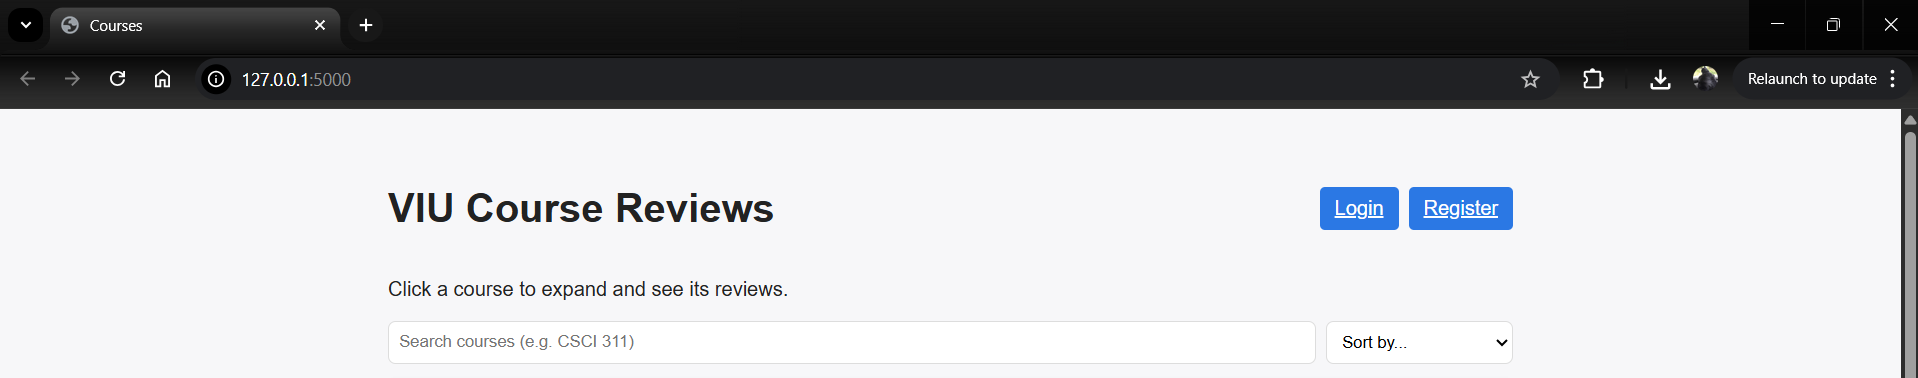 Courses
127.0.0.1:5000
Relaunch to update
VIU Course Reviews
Login
Register
Click a course to expand and see its reviews.
Search courses (e.g. CSCI 311)
Sort by...